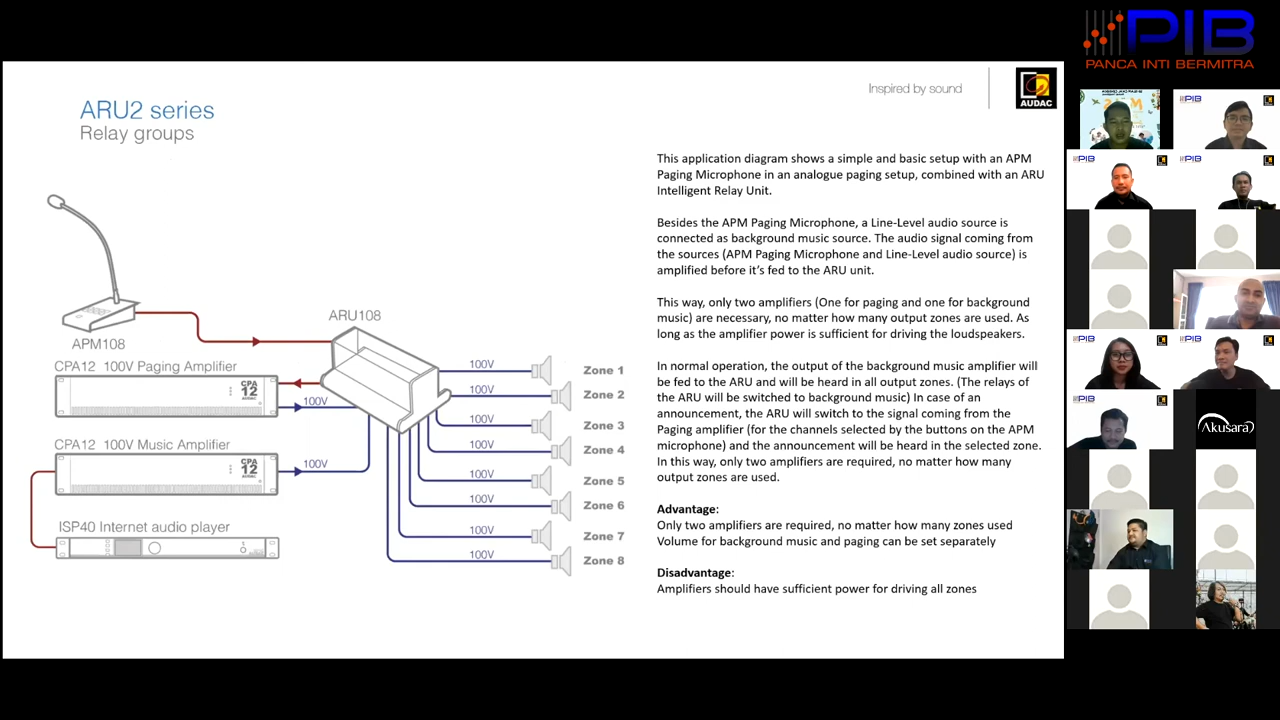 PIB
PANCA INTI BERMITRA
Inspired by sound
AUDAC
ARU2 series
Relay groups
This application diagram shows a simple and basic setup with an APM
Paging Microphone in an analogue paging setup, combined with an ARU
Intelligent Relay Unit.
Besides the APM Paging Microphone, a Line-Level audio source is
connected as background music source. The audio signal coming from
the sources (APM Paging Microphone and Line-Level audio source) is
amplified before it's fed to the ARU unit.
This way, only two amplifiers (One for paging and one for background
music) are necessary, no matter how many output zones are used. As
long as the amplifier power is sufficient for driving the loudspeakers.
In normal operation, the output of the background music amplifier will
be fed to the ARU and will be heard in all output zones. (The relays of
the ARU will be switched to background music) In case of an
announcement, the ARU will switch to the signal coming from the
Paging amplifier (for the channels selected by the buttons on the APM
microphone) and the announcement will be heard in the selected zone.
In this way, only two amplifiers are required, no matter how many
output zones are used.
Advantage:
Only two amplifiers are required, no matter how many zones used
Volume for background music and paging can be set separately
Disadvantage:
Amplifiers should have sufficient power for driving all zones
APM108
ARU108
CPA12 100V Paging Amplifier
CPA
12
AUDAC
100V
CPA12 100V Music Amplifier
CPA
12
100V
ISP40 Internet audio player
100V Zone 1
100V Zone 2
100V Zone 3
100V Zone 4
100V Zone 5
100V Zone 6
100V Zone 7
100V Zone 8
PIB
PIB
PIB
PIB
PIB
PIB
Akusara